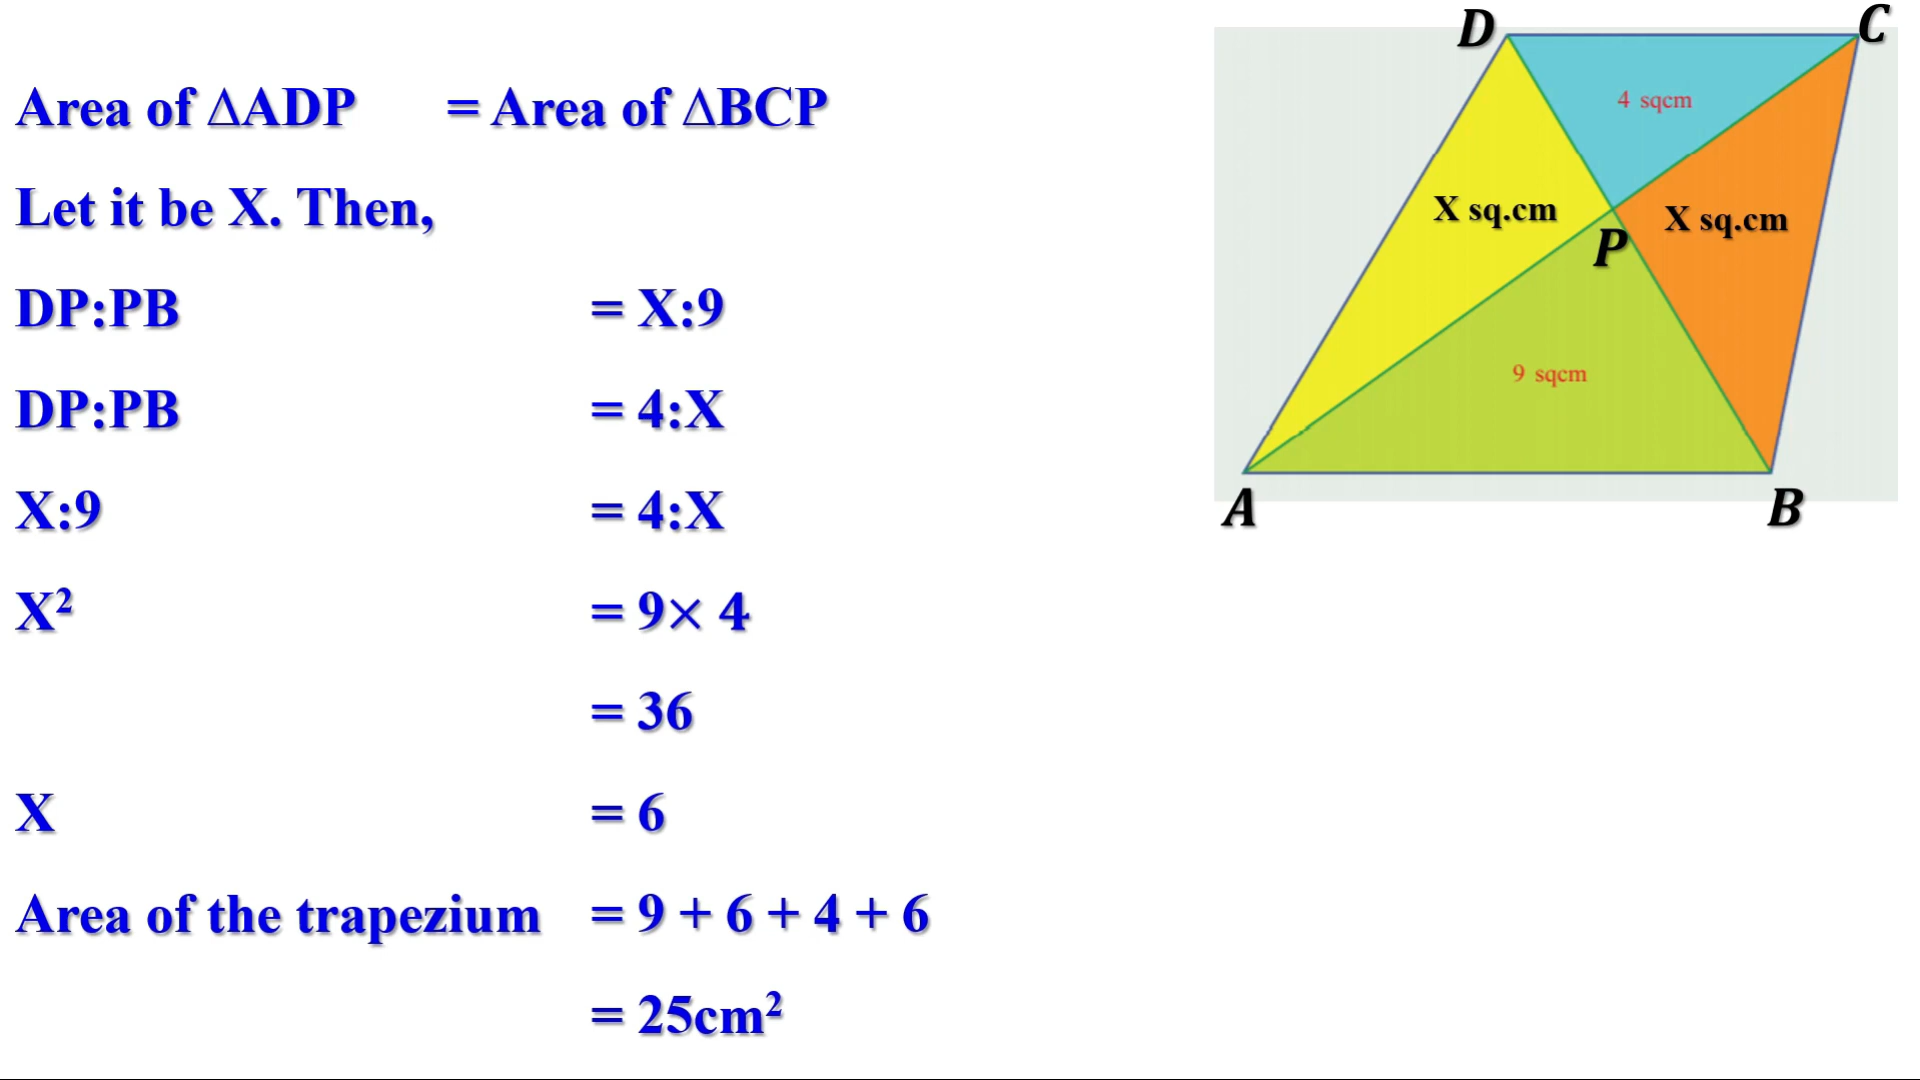 Area of ∆ADP = Area of ∆BCP
Let it be X. Then,
DP:PB = X:9
DP:PB = 4:X
X:9 = 4:X
X² = 9× 4
= 36
X = 6
Area of the trapezium = 9 + 6 + 4 + 6
= 25cm²
D
C
4 sqcm
X sq.cm
X sq.cm
P
9 sqcm
A
B